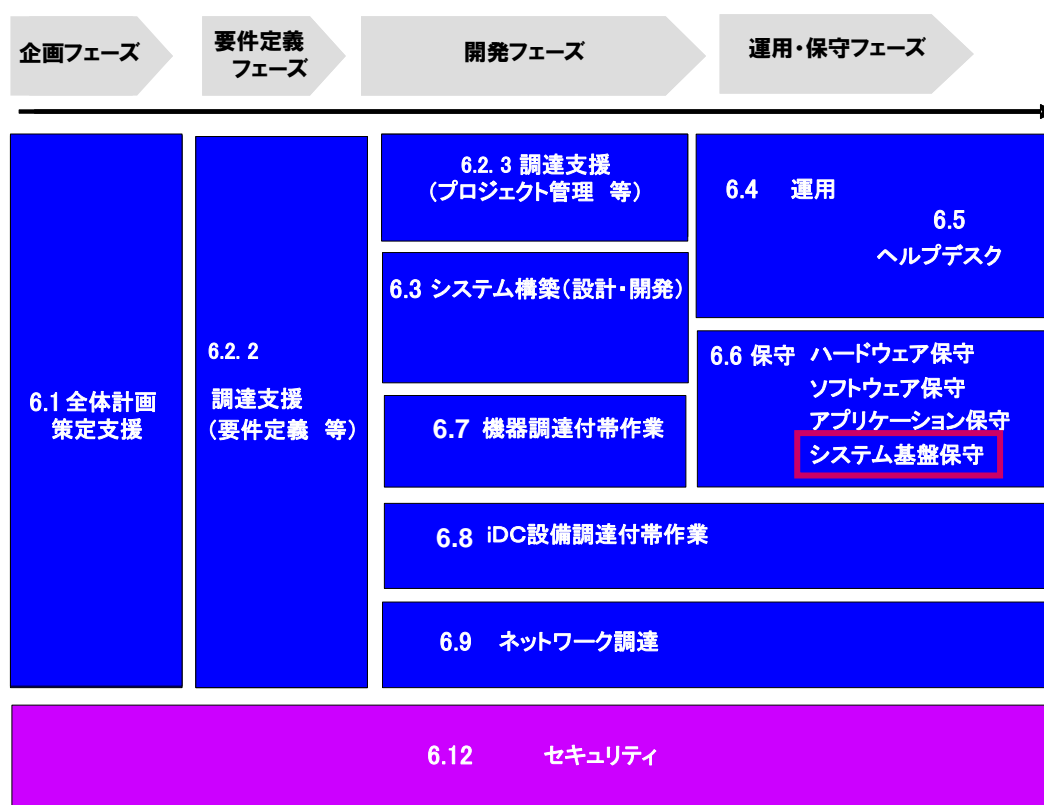 企画フェーズ
要件定義
フェーズ
開発フェーズ
運用・保守フェーズ
6.1 全体計画
策定支援
6.2. 2
調達支援
(要件定義 等)
6.2. 3 調達支援
(プロジェクト管理 等)
6.3 システム構築(設計・開発)
6.7 機器調達付帯作業
6.4 運用
6.5
ヘルプデスク
6.6 保守 ハードウェア保守
ソフトウェア保守
アプリケーション保守
システム基盤保守
6.8 iDC設備調達付帯作業
6.9 ネットワーク調達
6.12 セキュリティ